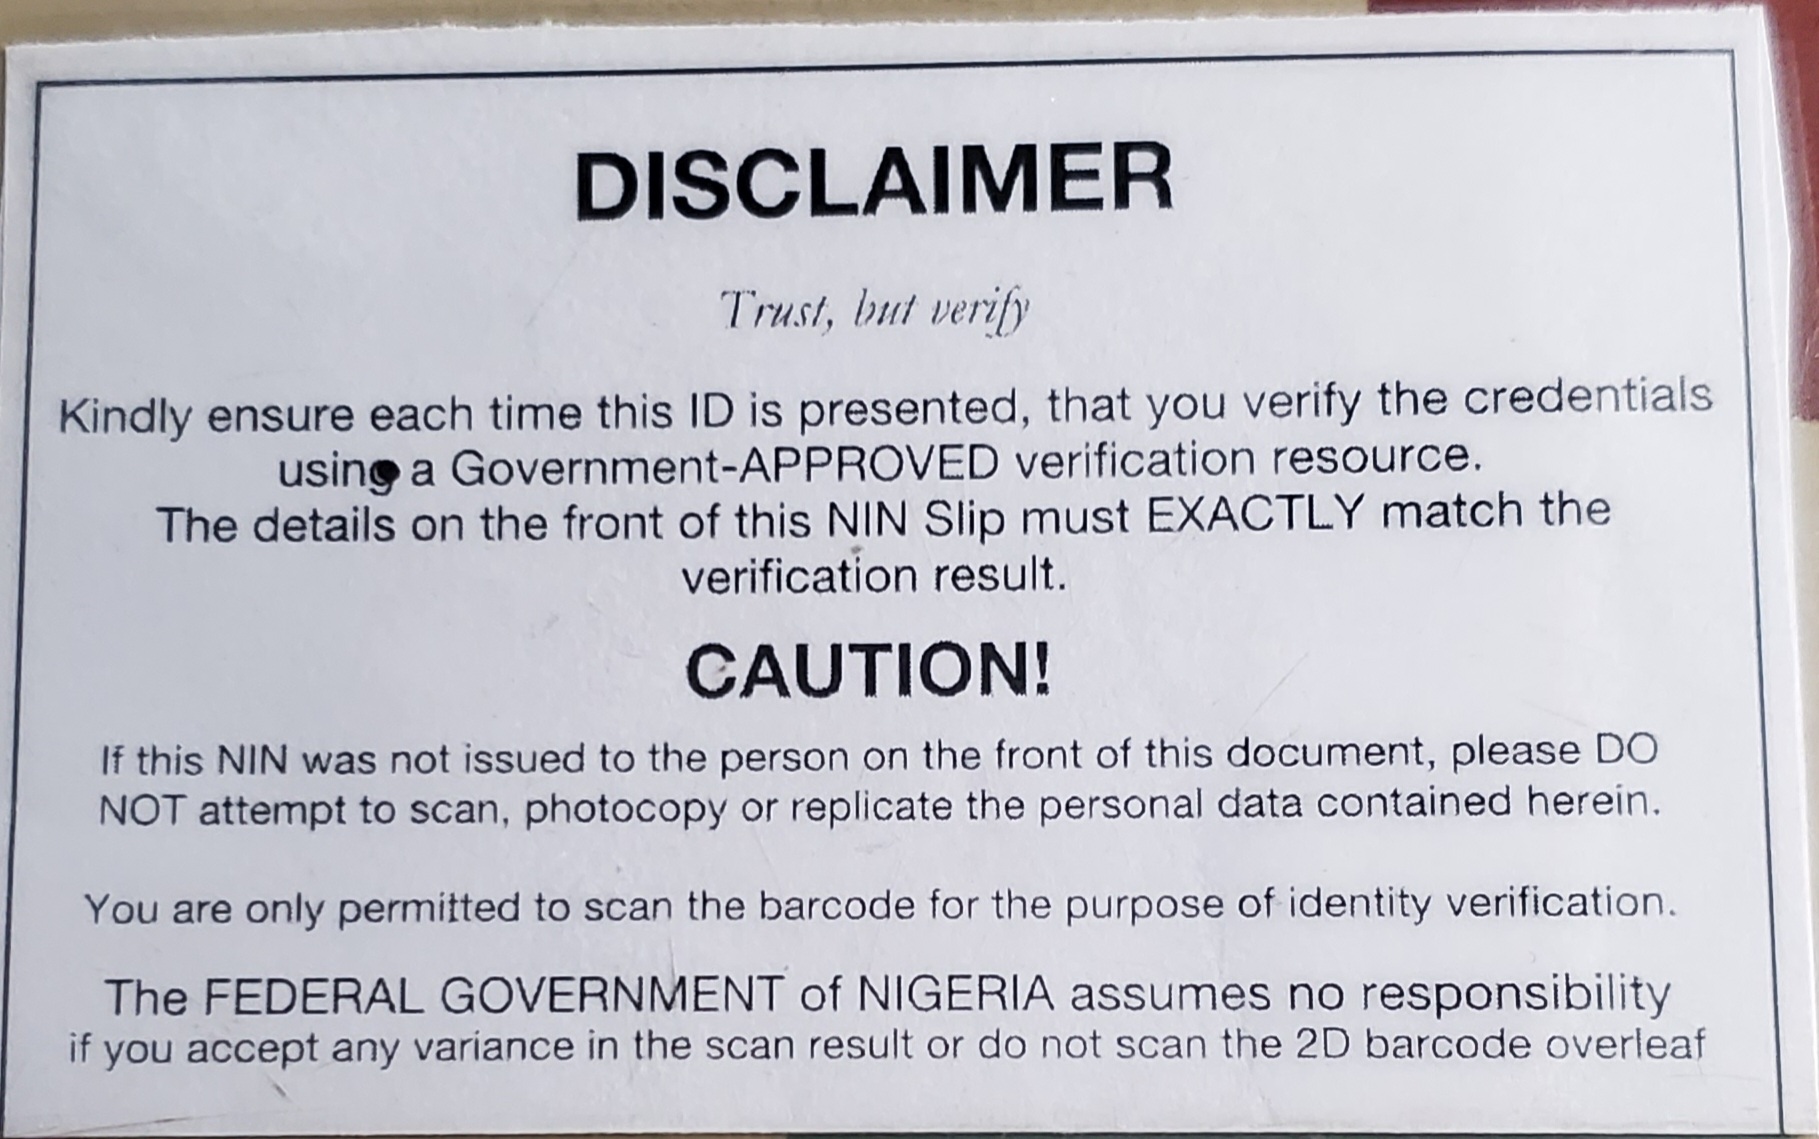 DISCLAIMER
Trust, but verify
Kindly ensure each time this ID is presented, that you verify the credentials
using a Government-APPROVED verification resource.
The details on the front of this NIN Slip must EXACTLY match the
verification result.
CAUTION!
If this NIN was not issued to the person on the front of this document, please DO
NOT attempt to scan, photocopy or replicate the personal data contained herein.
You are only permitted to scan the barcode for the purpose of identity verification.
The FEDERAL GOVERNMENT of NIGERIA assumes no responsibility
if you accept any variance in the scan result or do not scan the 2D barcode overleaf